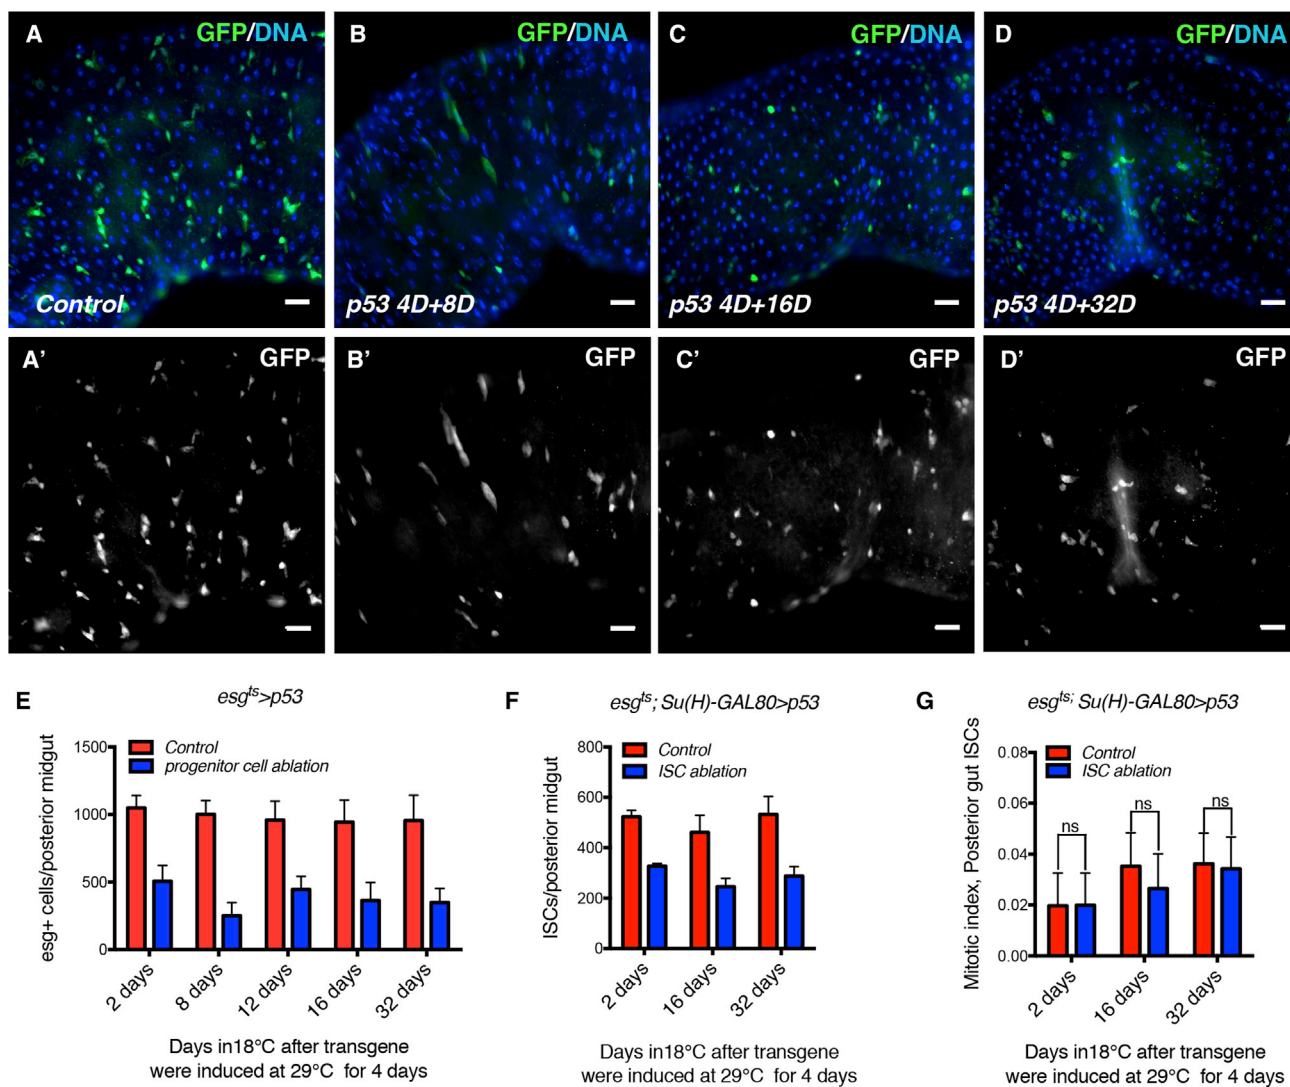 A GFP/DNA
Control
B GFP/DNA
p53 4D+8D
C GFP/DNA
p53 4D+16D
D GFP/DNA
p53 4D+32D
A’ GFP
B’ GFP
C’ GFP
D’ GFP
E
esgts>p53
Control
progenitor cell ablation
esg+ cells/posterior midgut
1500
1000
500
0
2 days
8 days
12 days
16 days
32 days
Days in18°C after transgene
were induced at 29°C for 4 days
F
esgts; Su(H)-GAL80>p53
Control
ISC ablation
ISCs/posterior midgut
800
600
400
200
0
2 days
16 days
32 days
Days in18°C after transgene
were induced at 29°C for 4 days
G
esgts; Su(H)-GAL80>p53
Control
ISC ablation
Mitotic index, Posterior gut ISCs
0.08
0.06
0.04
0.02
0.00
ns
ns
ns
2 days
16 days
32 days
Days in18°C after transgene
were induced at 29°C for 4 days